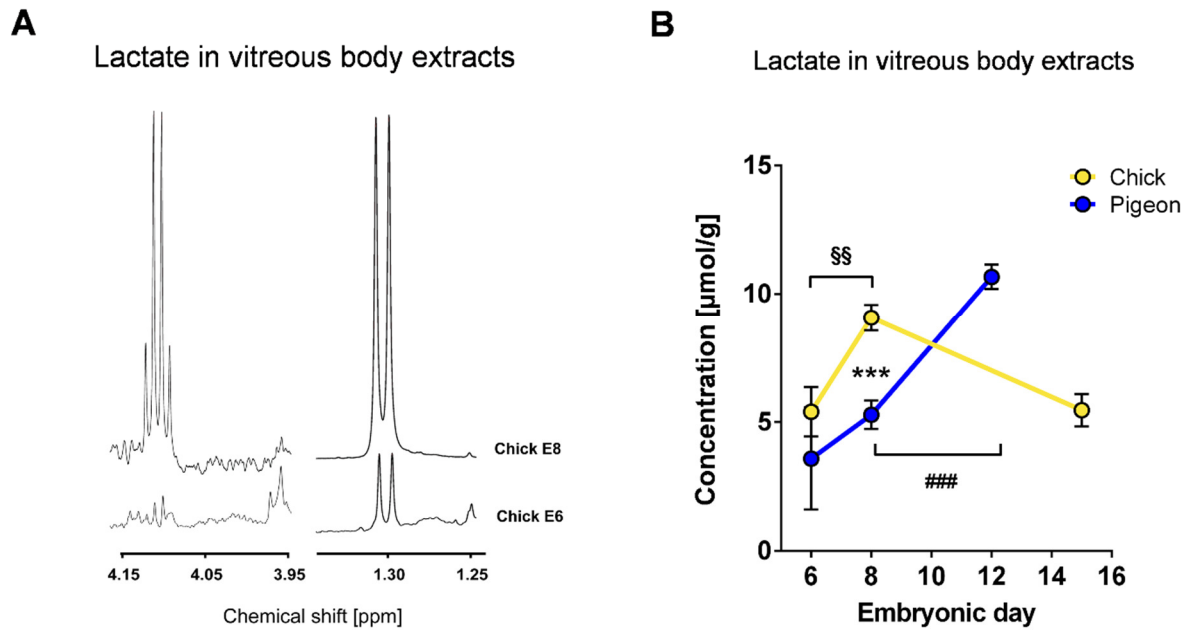 A
Lactate in vitreous body extracts
Chick E8
Chick E6
4.15 4.05 3.95 1.30 1.25
Chemical shift [ppm]
B
Lactate in vitreous body extracts
Chick
Pigeon
Concentration [µmol/g]
15
10
5
0
§§
***
###
6 8 10 12 14 16
Embryonic day